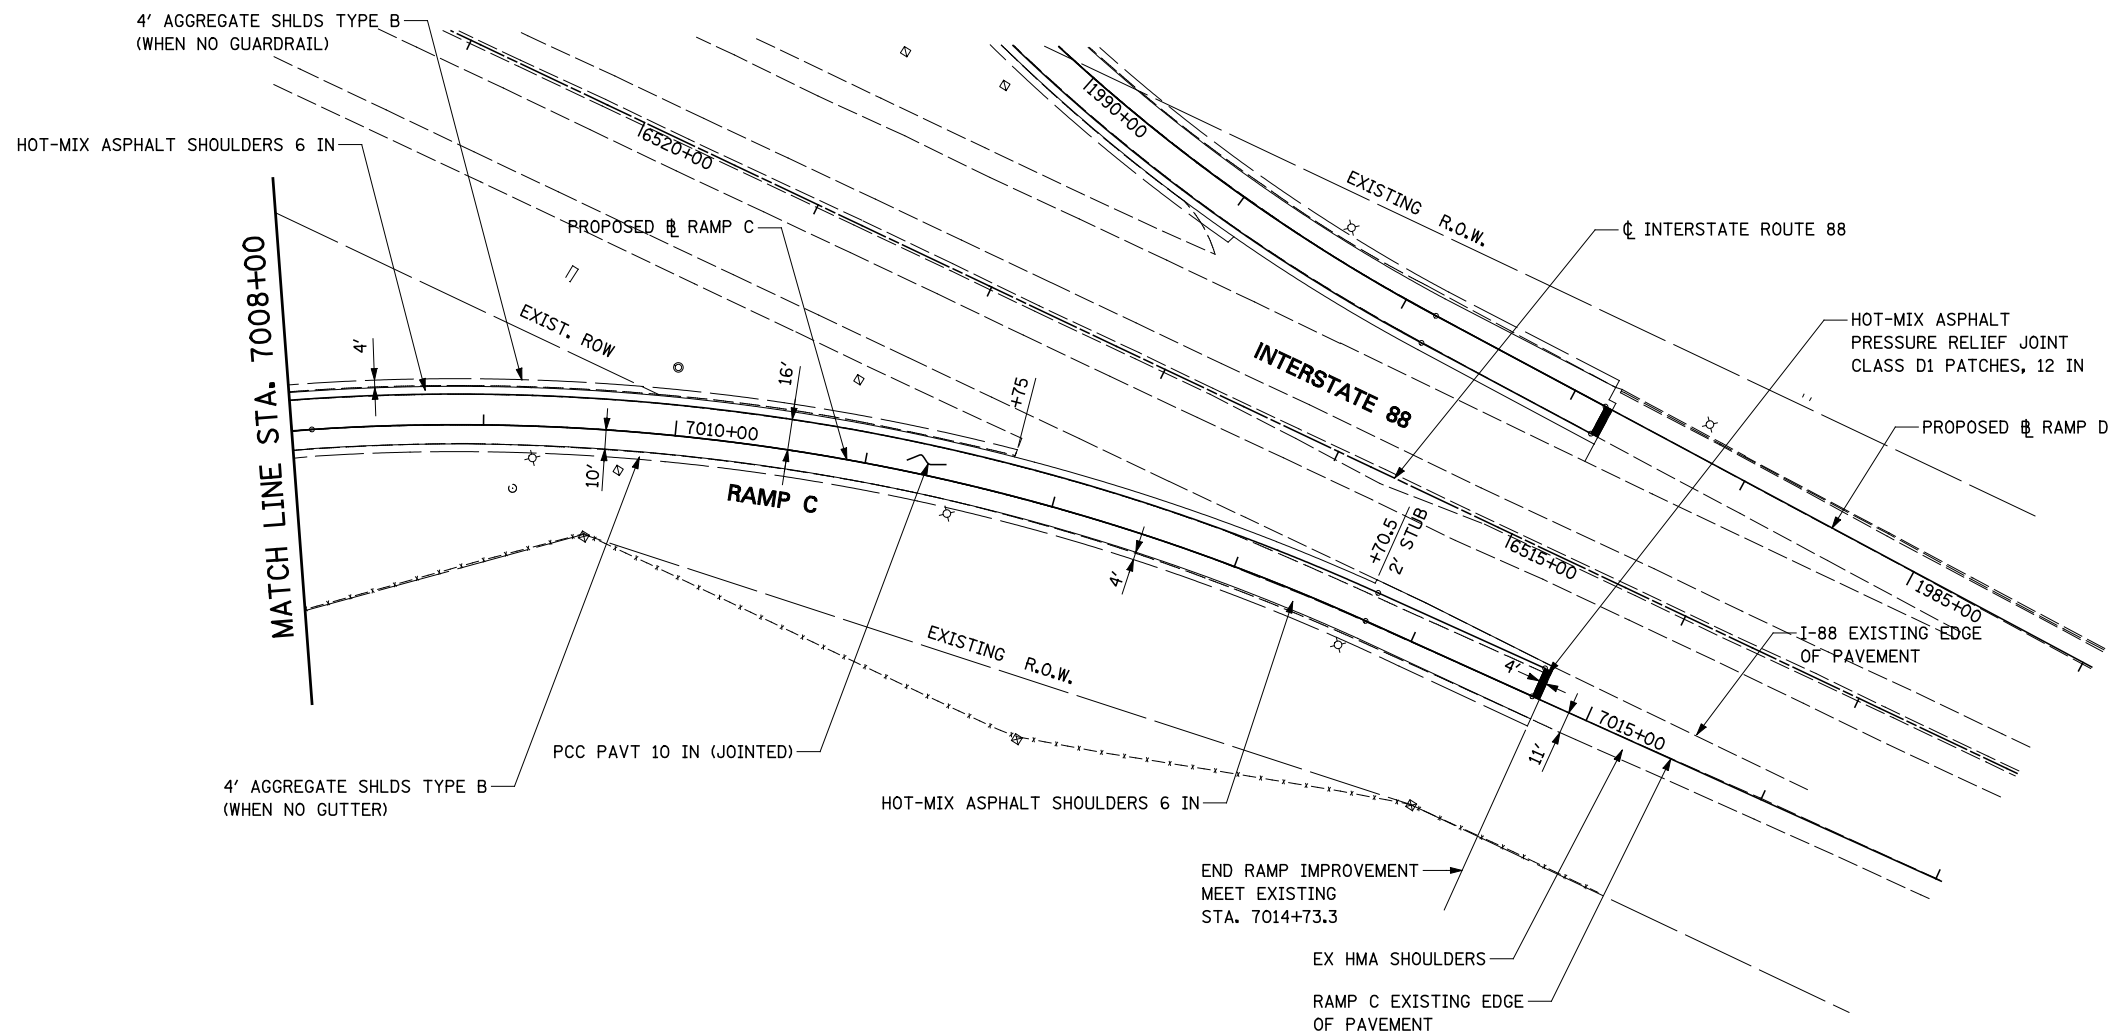 4' AGGREGATE SHLDS TYPE B
(WHEN NO GUARDRAIL)
HOT-MIX ASPHALT SHOULDERS 6 IN
6520+00
1990+00
EXISTING R.O.W.
PROPOSED B̵L RAMP C
℄ INTERSTATE ROUTE 88
MATCH LINE STA. 7008+00
EXIST. ROW
4'
16'
+75
INTERSTATE 88
HOT-MIX ASPHALT
PRESSURE RELIEF JOINT
CLASS D1 PATCHES, 12 IN
PROPOSED B̵L RAMP D
7010+00
10'
RAMP C
4'
+70.5
2' STUB
6515+00
1985+00
EXISTING R.O.W.
I-88 EXISTING EDGE
OF PAVEMENT
4'
7015+00
11'
PCC PAVT 10 IN (JOINTED)
4' AGGREGATE SHLDS TYPE B
(WHEN NO GUTTER)
HOT-MIX ASPHALT SHOULDERS 6 IN
END RAMP IMPROVEMENT
MEET EXISTING
STA. 7014+73.3
EX HMA SHOULDERS
RAMP C EXISTING EDGE
OF PAVEMENT